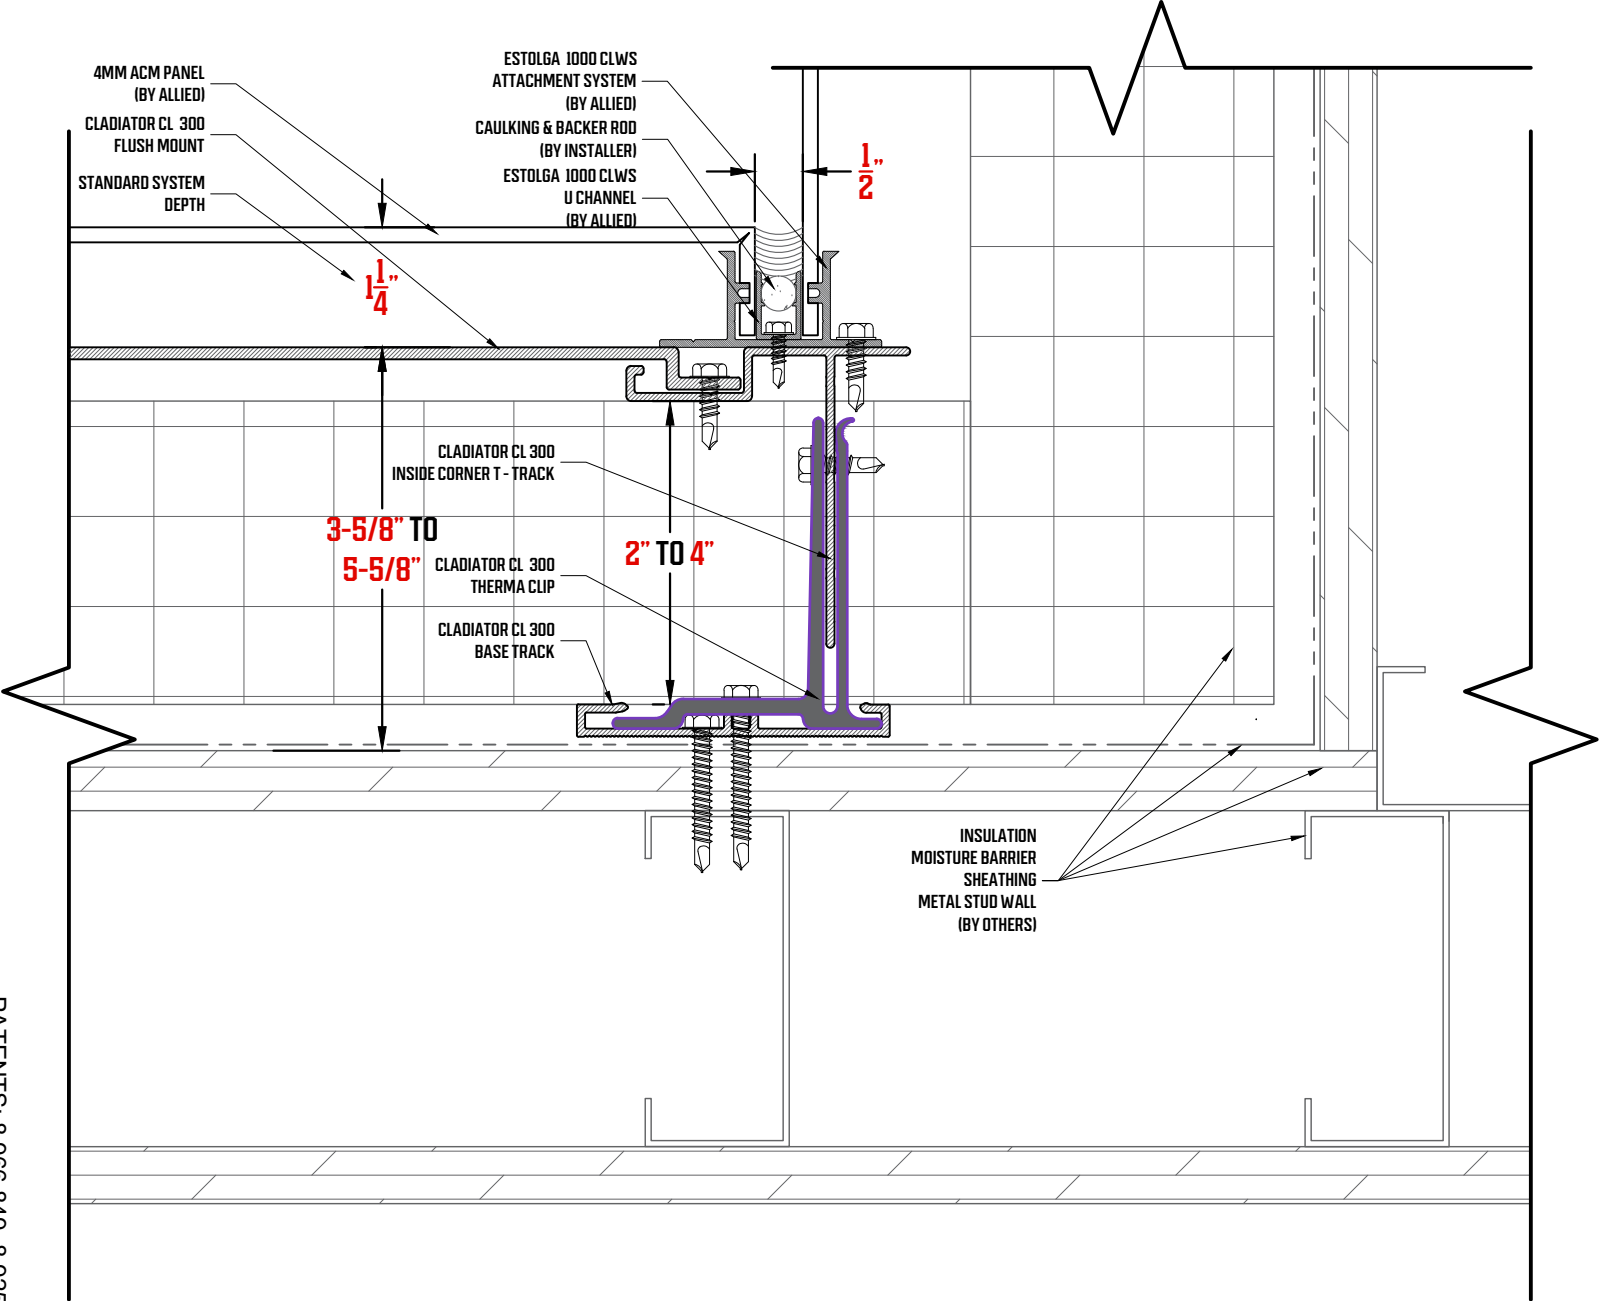 4MM ACM PANEL
(BY ALLIED)
CLADIATOR CL 300
FLUSH MOUNT
STANDARD SYSTEM
DEPTH
ESTOLGA 1000 CLWS
ATTACHMENT SYSTEM
(BY ALLIED)
CAULKING & BACKER ROD
(BY INSTALLER)
ESTOLGA 1000 CLWS
U CHANNEL
(BY ALLIED)
1/2"
1 1/4"
CLADIATOR CL 300
INSIDE CORNER T - TRACK
3-5/8" TO
5-5/8"
2" TO 4"
CLADIATOR CL 300
THERMA CLIP
CLADIATOR CL 300
BASE TRACK
INSULATION
MOISTURE BARRIER
SHEATHING
METAL STUD WALL
(BY OTHERS)